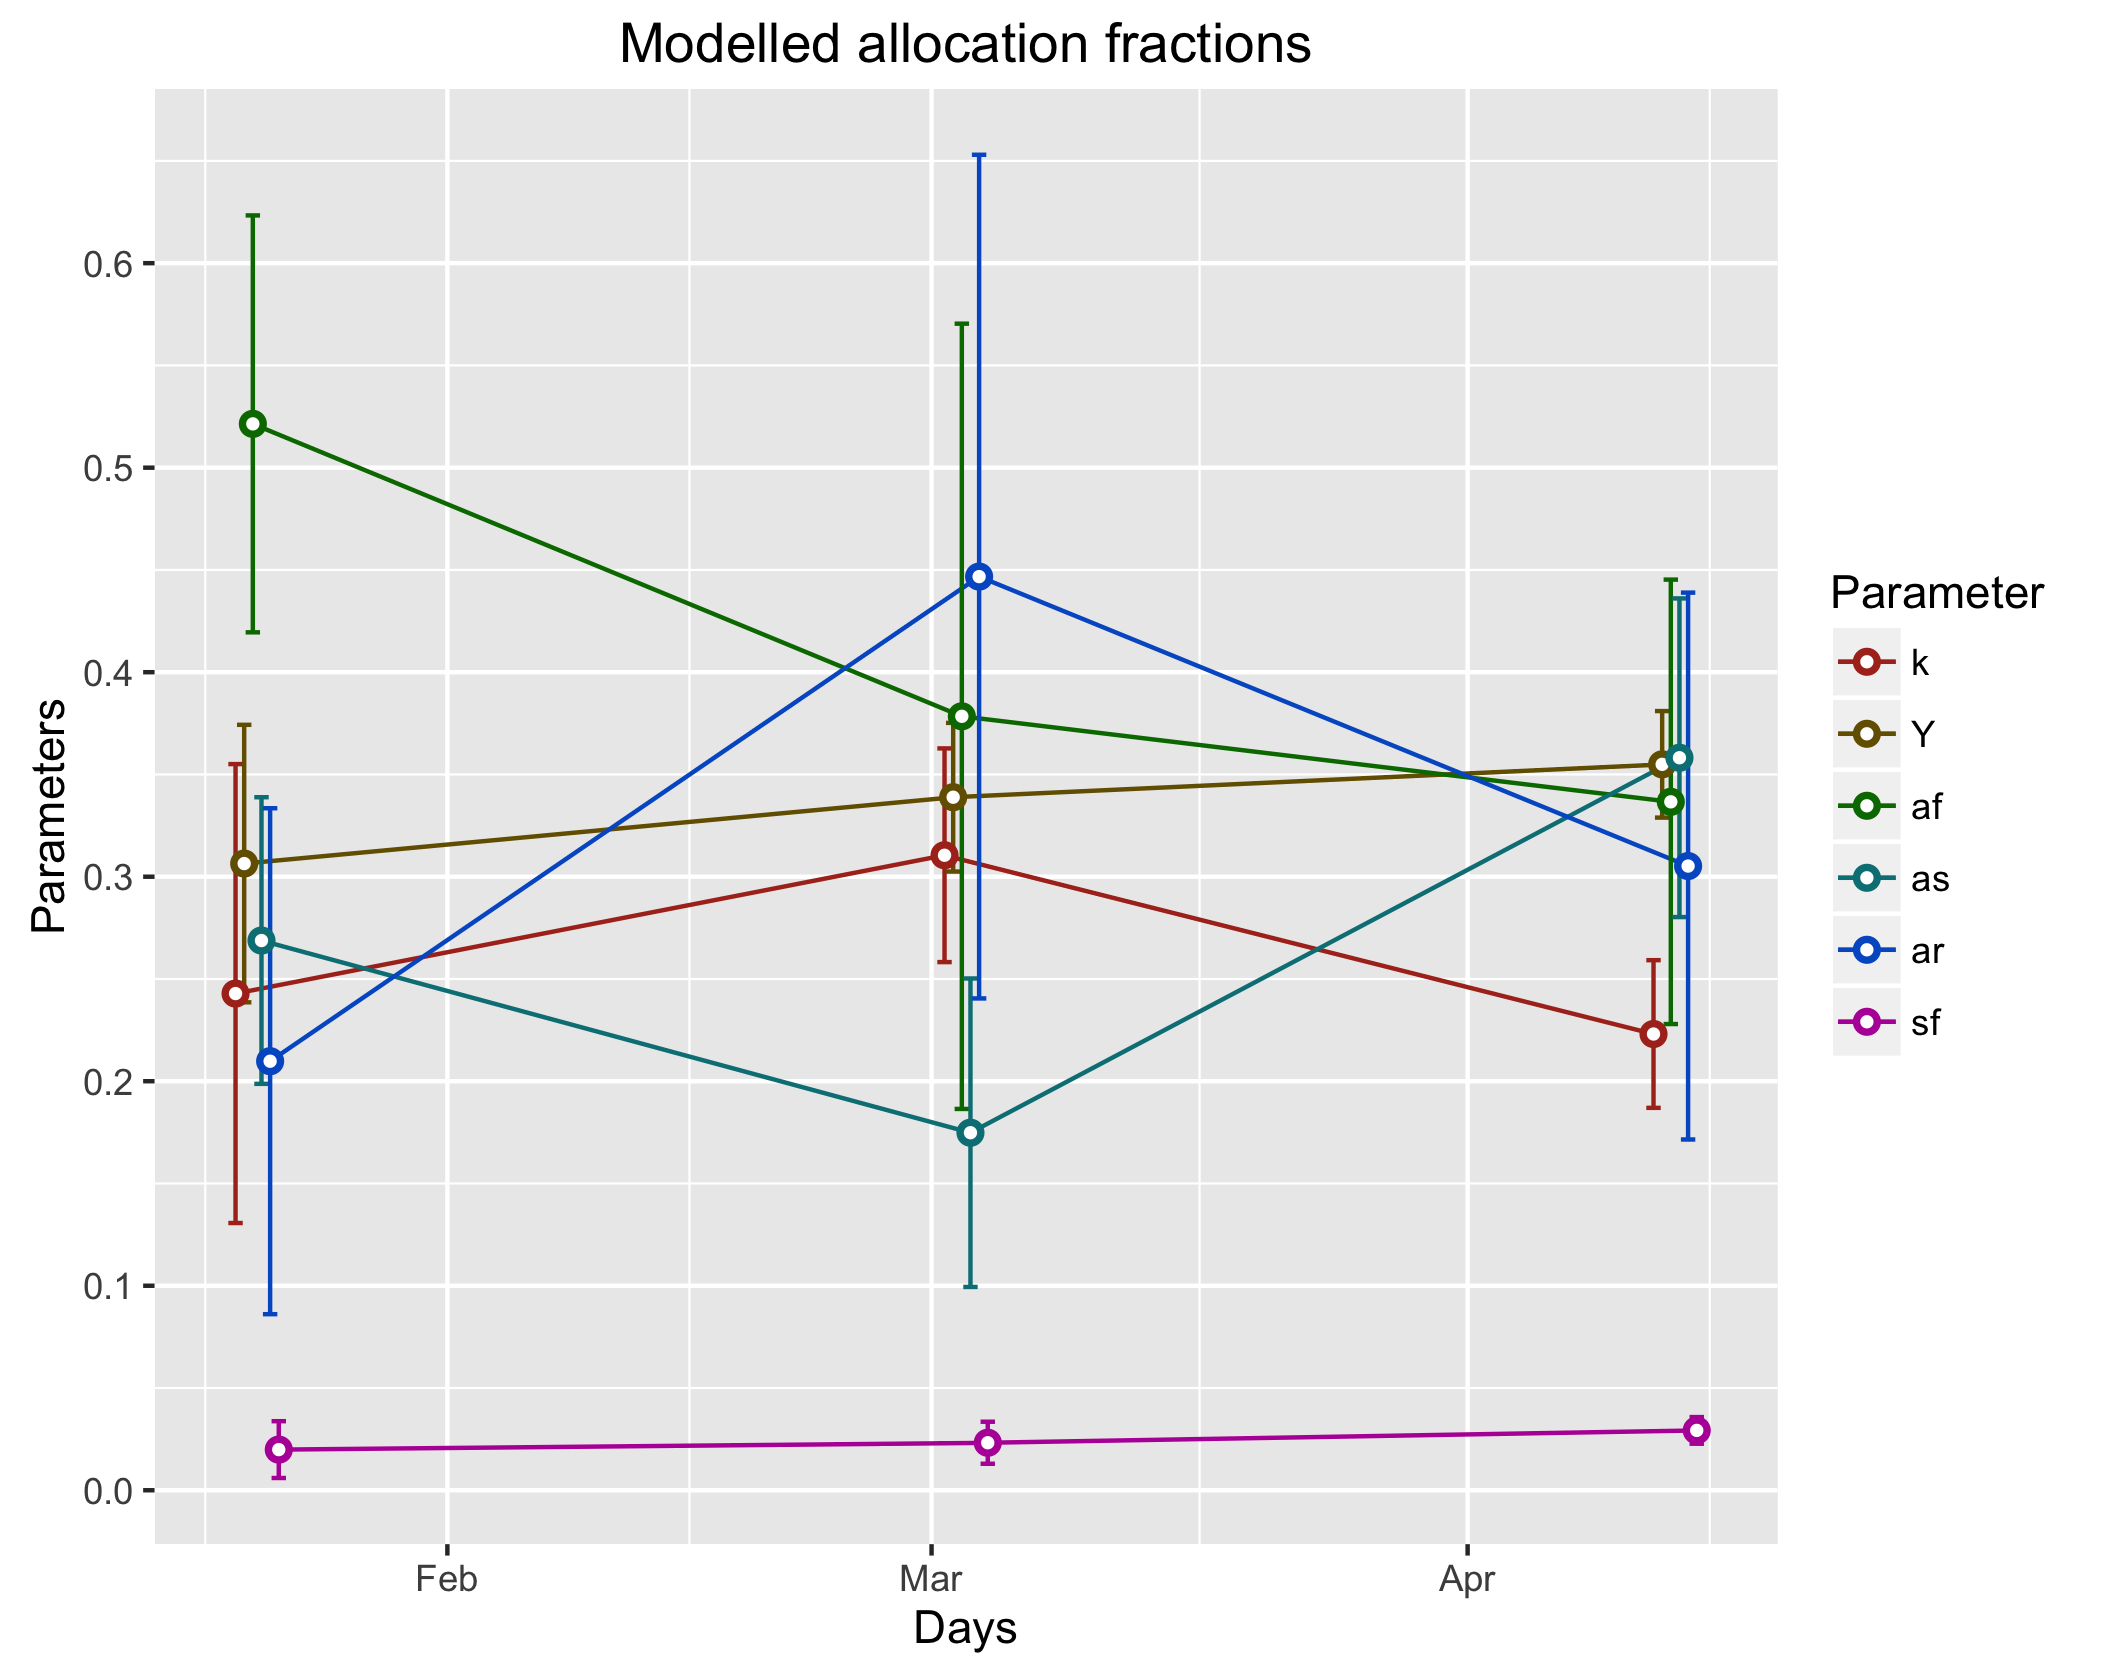 Modelled allocation fractions
Parameters
0.6
0.5
0.4
0.3
0.2
0.1
0.0
Feb
Mar
Apr
Days
Parameter
k
Y
af
as
ar
sf